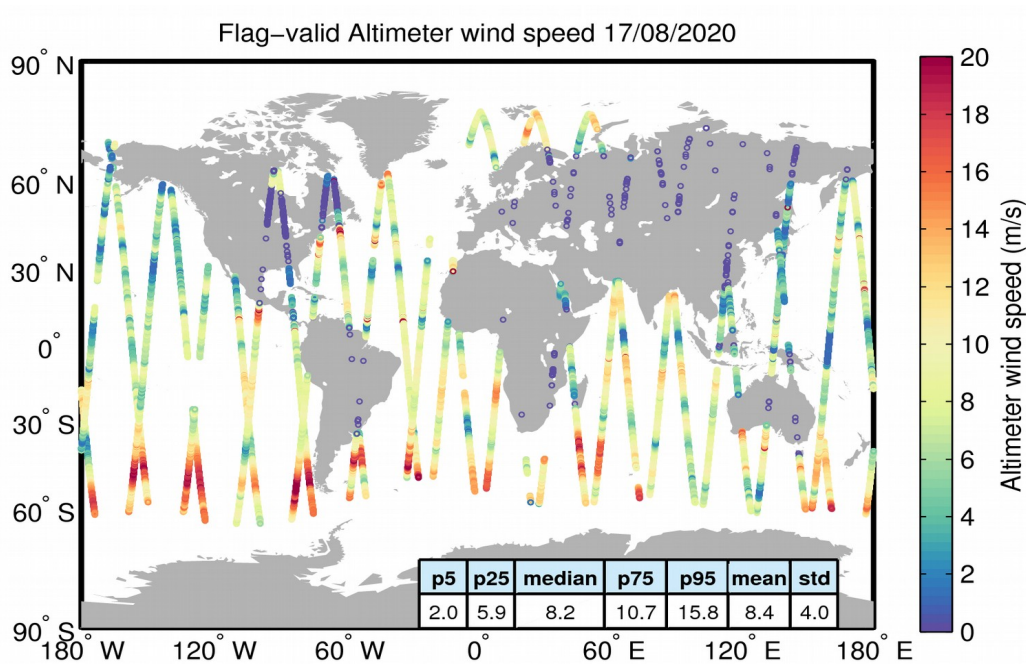 Flag−valid Altimeter wind speed 17/08/2020
90° N
60° N
30° N
0°
30° S
60° S
90° S
180° W
120° W
60° W
0°
60° E
120° E
180° E
p5 p25 median p75 p95 mean std
2.0 5.9 8.2 10.7 15.8 8.4 4.0
20
18
16
14
12
10
8
6
4
2
0
Altimeter wind speed (m/s)